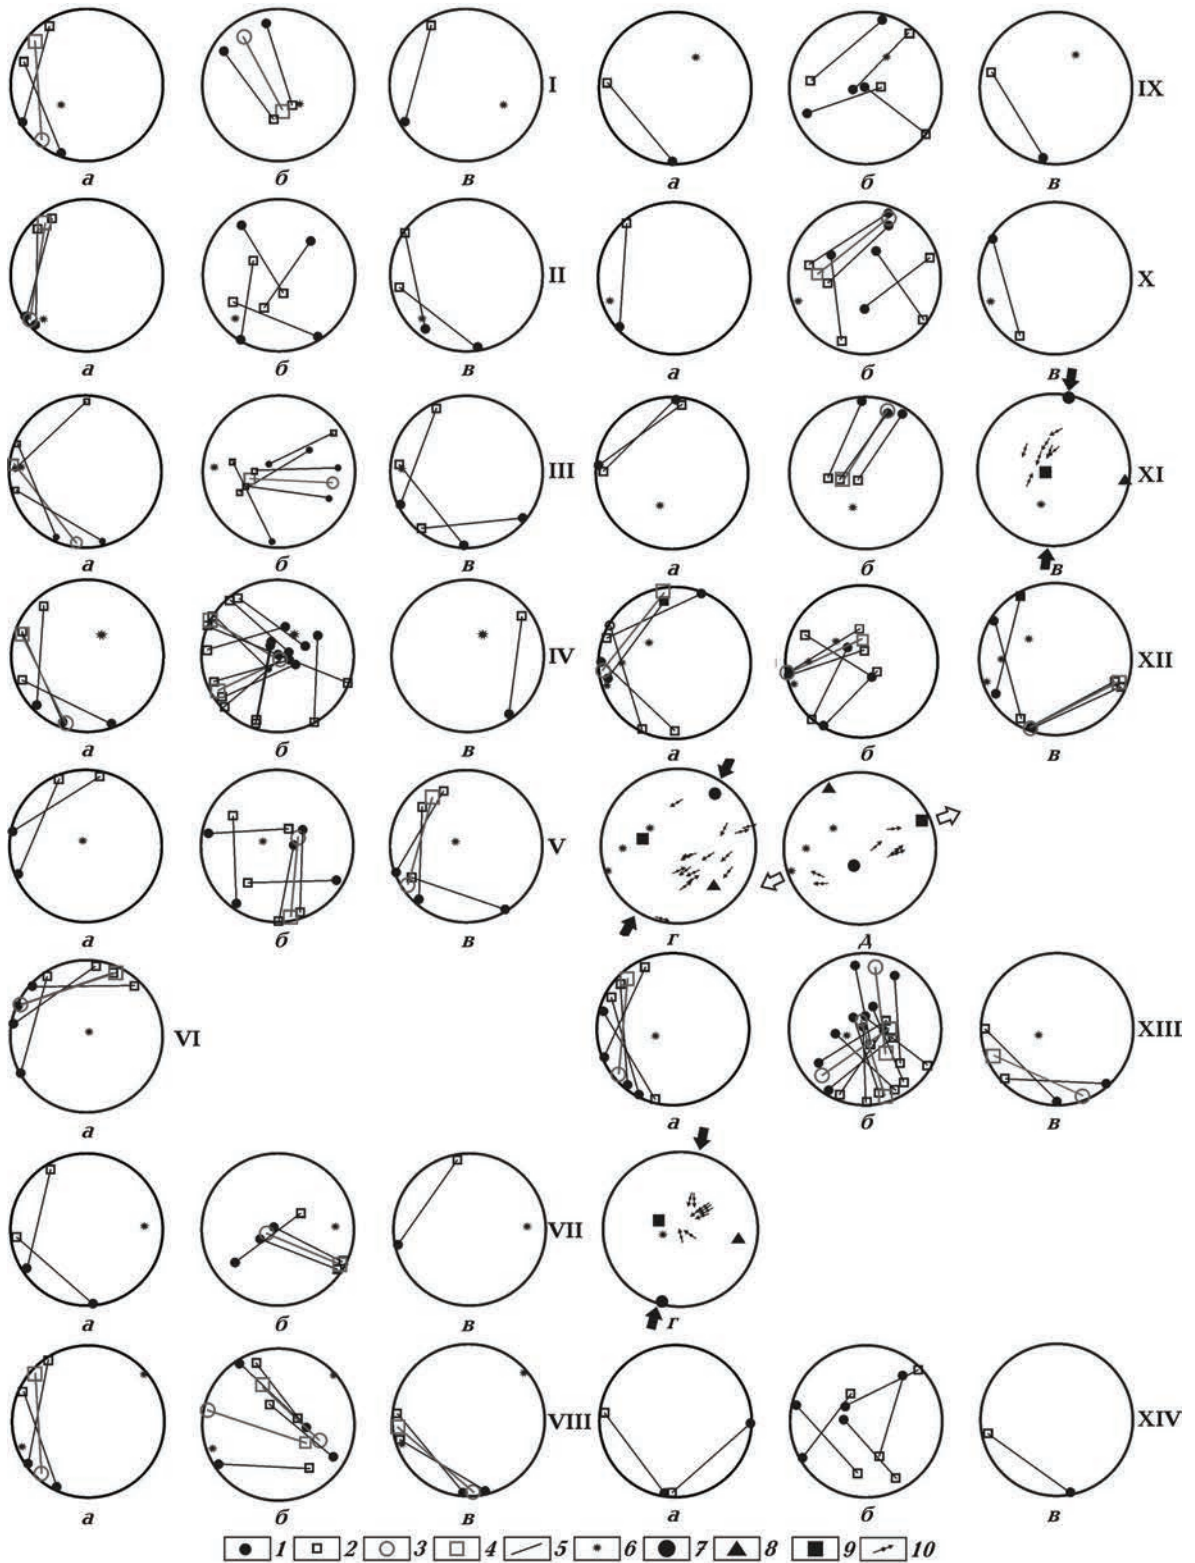 I IX
а б в а б в
II X
а б в а б в
III XI
а б в а б в
IV XII
а б в а б в
V
а б в г д
VI XIII
а а б в
VII
а б в г
VIII XIV
а б в а б в
1 2 3 4 5 6 7 8 9 10